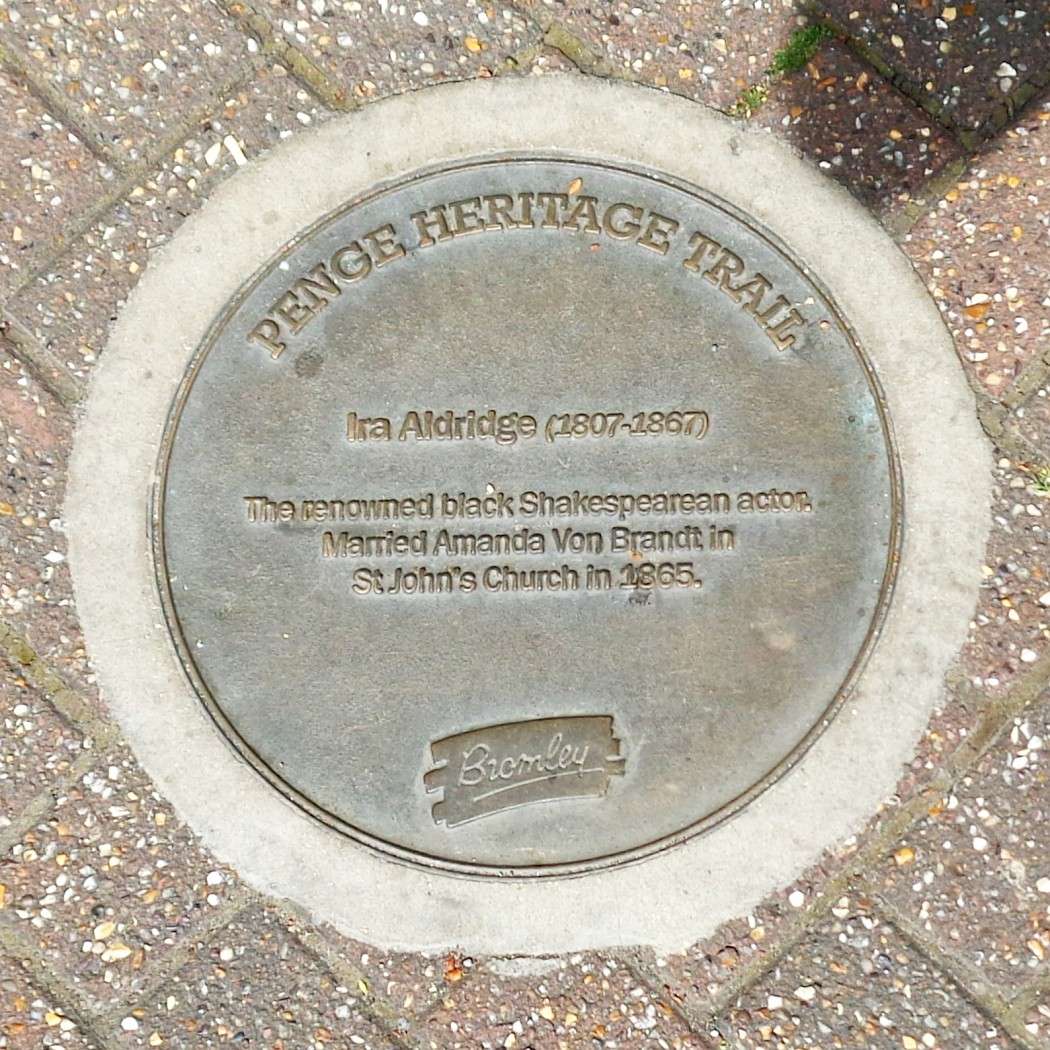 PENGE HERITAGE TRAIL
Ira Aldridge (1807-1867)
The renowned black Shakespearean actor.
Married Amanda Von Brandt in
St John's Church in 1865.
Bromley